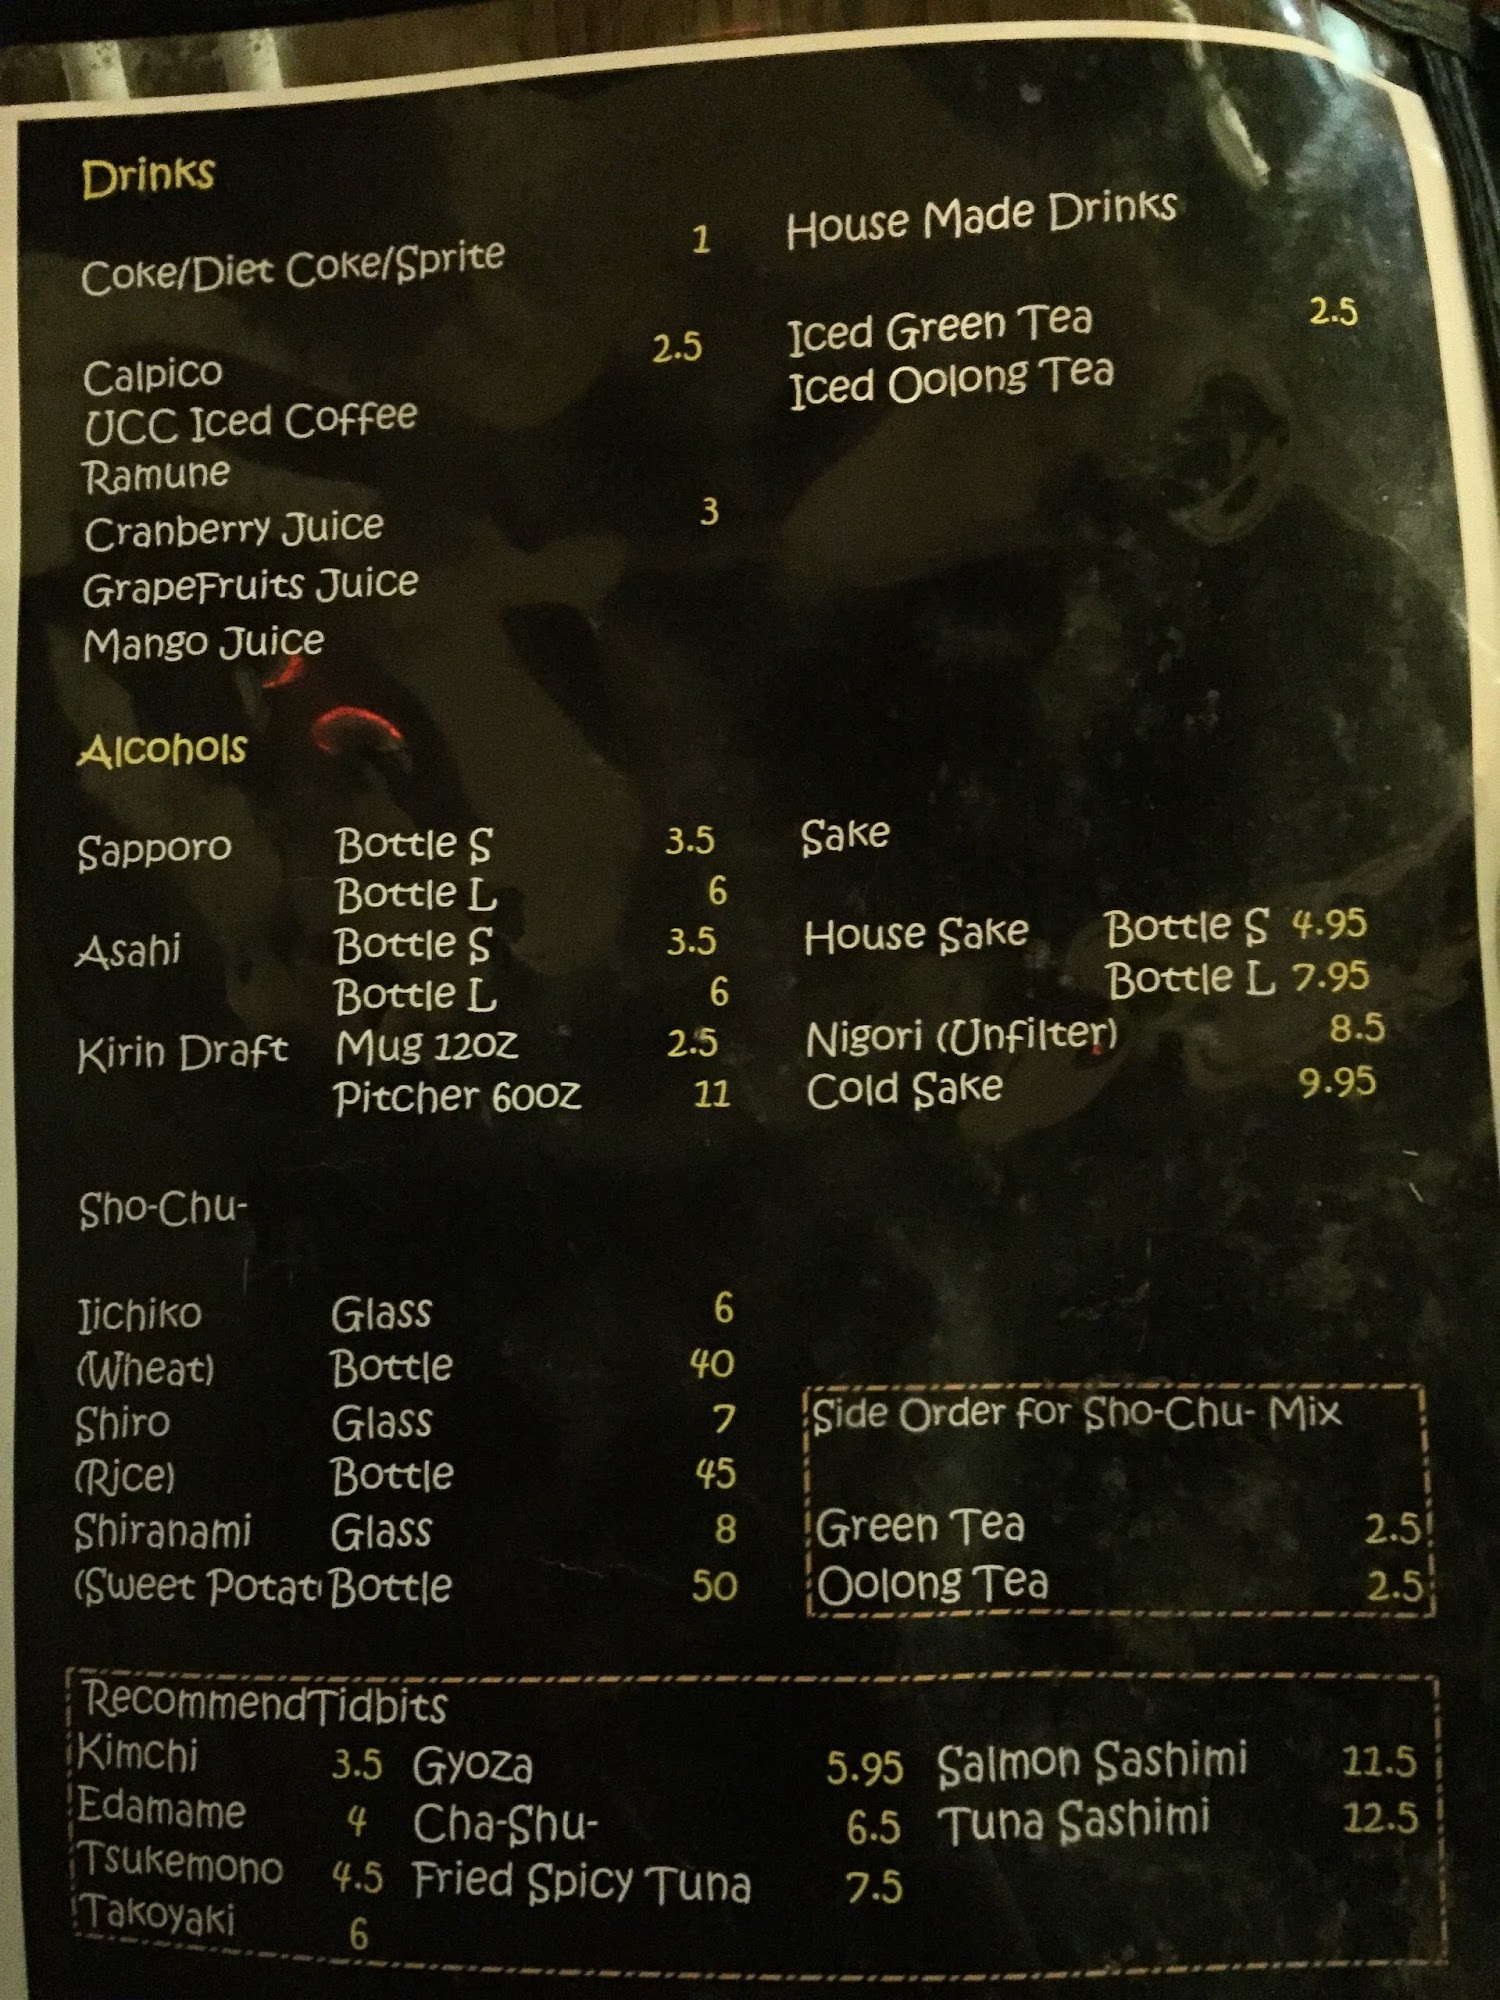 Drinks
Coke/Diet Coke/Sprite 1
Calpico 2.5
UCC Iced Coffee
Ramune
Cranberry Juice 3
GrapeFruits Juice
Mango Juice
House Made Drinks
Iced Green Tea 2.5
Iced Oolong Tea
Alcohols
Sapporo Bottle S 3.5
Bottle L 6
Asahi Bottle S 3.5
Bottle L 6
Kirin Draft Mug 12oz 2.5
Pitcher 60oz 11
Sake
House Sake Bottle S 4.95
Bottle L 7.95
Nigori (Unfilter) 8.5
Cold Sake 9.95
Sho-Chu-
Iichiko Glass 6
(Wheat) Bottle 40
Shiro Glass 7
(Rice) Bottle 45
Shiranami Glass 8
(Sweet Potat Bottle 50
Side Order for Sho-Chu- Mix
Green Tea 2.5
Oolong Tea 2.5
RecommendTidbits
Kimchi 3.5 Gyoza 5.95 Salmon Sashimi 11.5
Edamame 4 Cha-Shu- 6.5 Tuna Sashimi 12.5
Tsukemono 4.5 Fried Spicy Tuna 7.5
Takoyaki 6